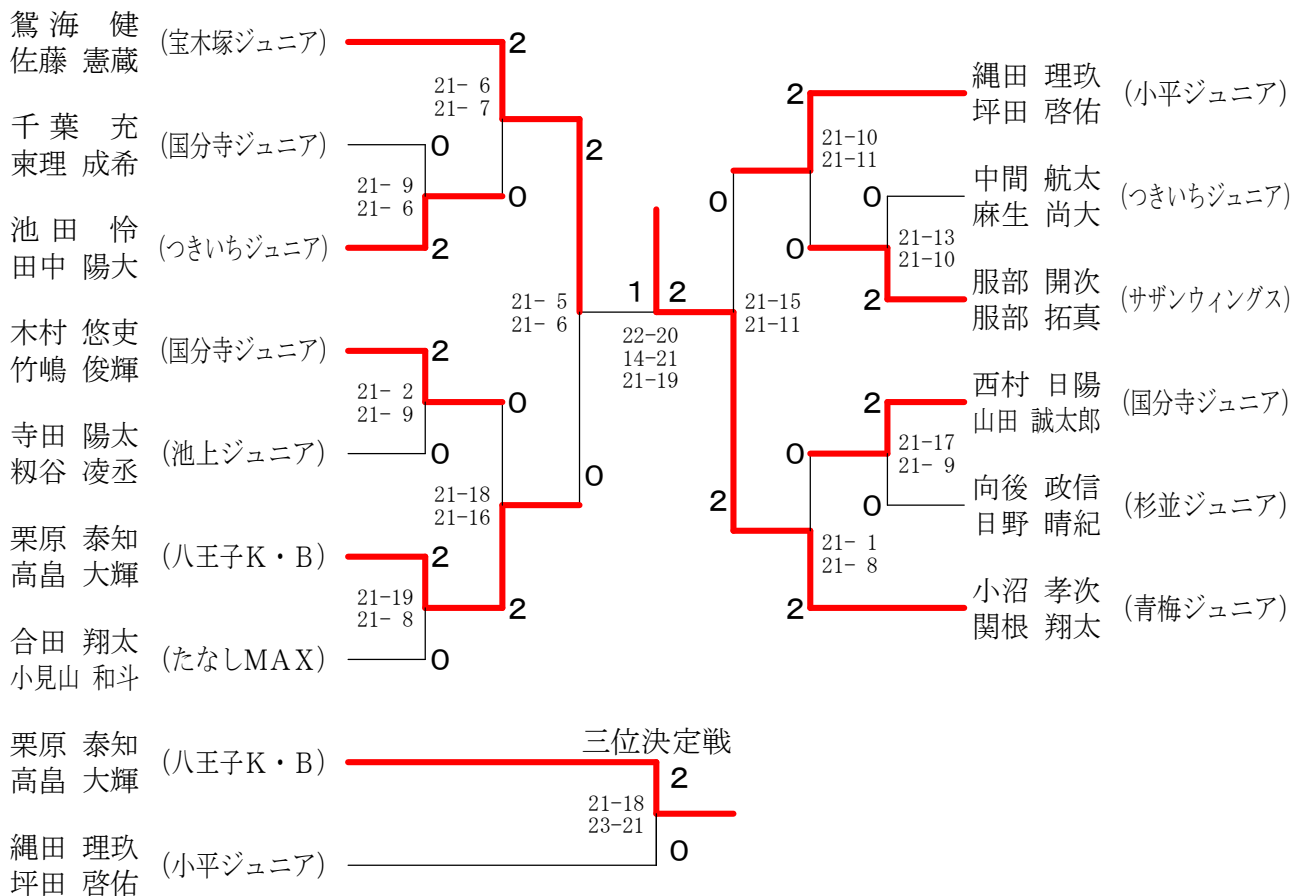 鴛海 健
佐藤 憲蔵
(宝木塚ジュニア)
2
21- 6
21- 7
千葉 充
東理 成希
(国分寺ジュニア)
0
21- 9
21- 6
0
2
池田 怜
田中 陽大
(つきいちジュニア)
2
21- 5
21- 6
木村 悠吏
竹嶋 俊輝
(国分寺ジュニア)
2
21- 2
21- 9
0
寺田 陽太
籾谷 凌丞
(池上ジュニア)
0
21-18
21-16
0
栗原 泰知
高畠 大輝
(八王子K・B)
2
21-19
21- 8
2
合田 翔太
小見山 和斗
(たなしMAX)
0
1
2
22-20
14-21
21-19
縄田 理玖
坪田 啓佑
(小平ジュニア)
2
21-10
21-11
0
中間 航太
麻生 尚大
(つきいちジュニア)
0
21-13
21-10
0
服部 開次
服部 拓真
(サザンウィングス)
2
21-15
21-11
西村 日陽
山田 誠太郎
(国分寺ジュニア)
2
21-17
21- 9
0
向後 政信
日野 晴紀
(杉並ジュニア)
0
2
21- 1
21- 8
小沼 孝次
関根 翔太
(青梅ジュニア)
2
三位決定戦
栗原 泰知
高畠 大輝
(八王子K・B)
2
21-18
23-21
縄田 理玖
坪田 啓佑
(小平ジュニア)
0